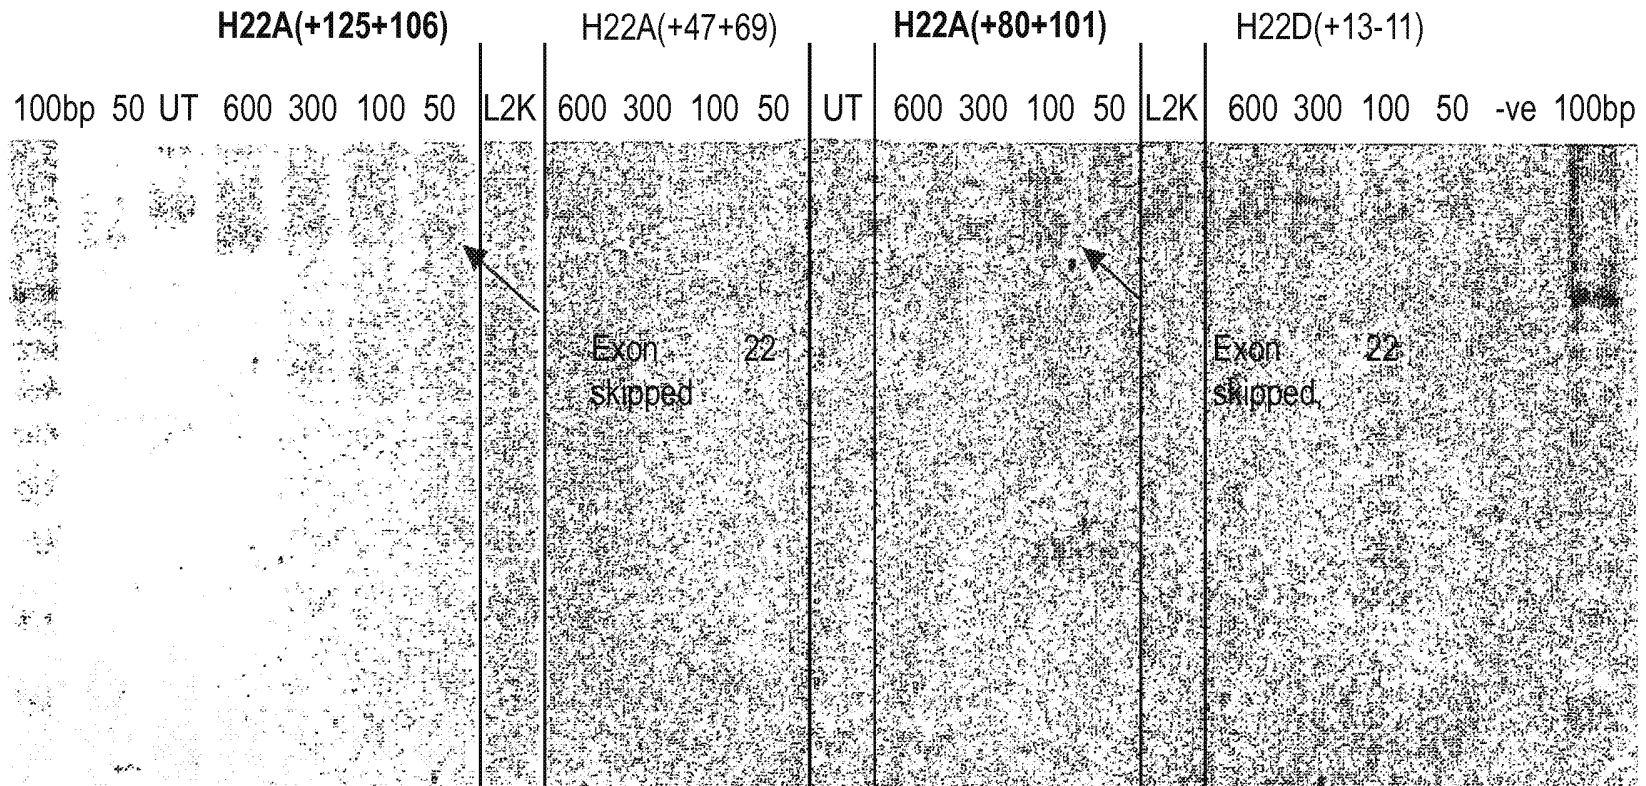 H22A(+125+106) H22A(+47+69) H22A(+80+101) H22D(+13-11)
100bp 50 UT 600 300 100 50 L2K 600 300 100 50 UT 600 300 100 50 L2K 600 300 100 50 -ve 100bp
Exon 22 Exon 22
skipped skipped